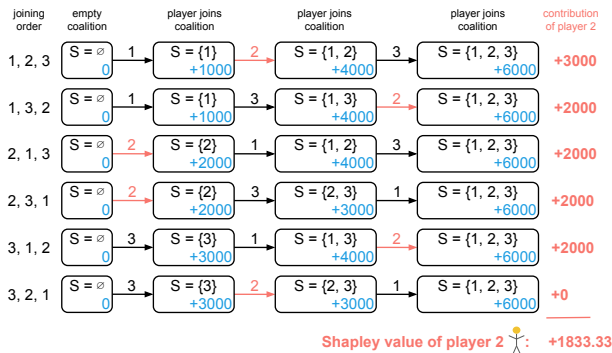 joining order empty coalition player joins coalition player joins coalition player joins coalition contribution of player 2
1, 2, 3 S = ∅ 0 1 S = {1} +1000 2 S = {1, 2} +4000 3 S = {1, 2, 3} +6000 +3000
1, 3, 2 S = ∅ 0 1 S = {1} +1000 3 S = {1, 3} +4000 2 S = {1, 2, 3} +6000 +2000
2, 1, 3 S = ∅ 0 2 S = {2} +2000 1 S = {1, 2} +4000 3 S = {1, 2, 3} +6000 +2000
2, 3, 1 S = ∅ 0 2 S = {2} +2000 3 S = {2, 3} +3000 1 S = {1, 2, 3} +6000 +2000
3, 1, 2 S = ∅ 0 3 S = {3} +3000 1 S = {1, 3} +4000 2 S = {1, 2, 3} +6000 +2000
3, 2, 1 S = ∅ 0 3 S = {3} +3000 2 S = {2, 3} +3000 1 S = {1, 2, 3} +6000 +0
Shapley value of player 2 : +1833.33